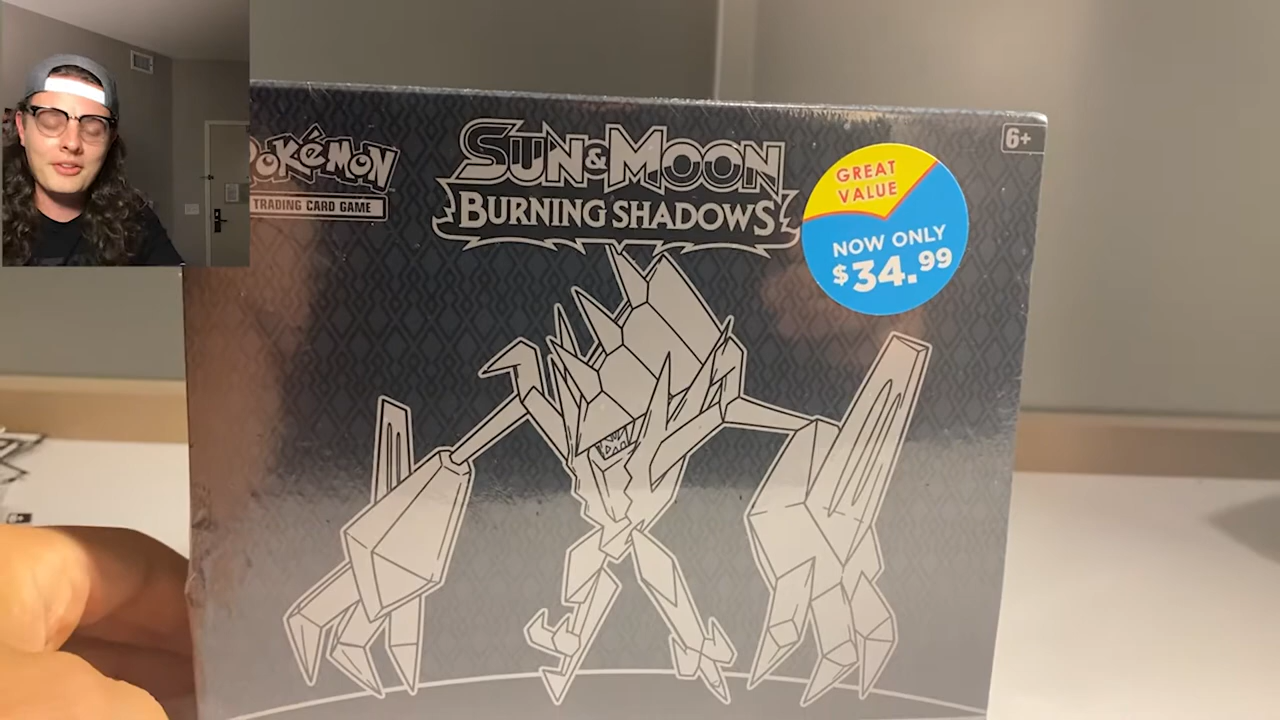 POKéMON
TRADING CARD GAME
SUN & MOON
BURNING SHADOWS
6+
GREAT
VALUE
NOW ONLY
$34.99